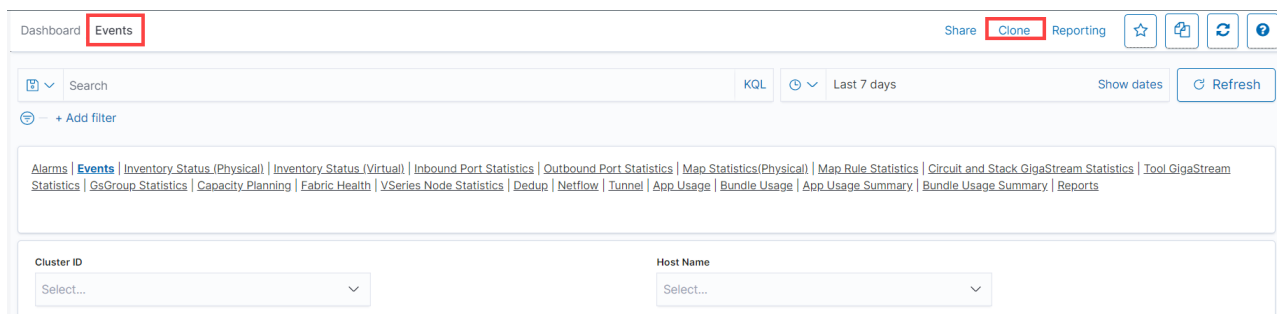 Dashboard Events Share Clone Reporting
Search KQL Last 7 days Show dates Refresh
+ Add filter
Alarms | Events | Inventory Status (Physical) | Inventory Status (Virtual) | Inbound Port Statistics | Outbound Port Statistics | Map Statistics(Physical) | Map Rule Statistics | Circuit and Stack GigaStream Statistics | Tool GigaStream
Statistics | GsGroup Statistics | Capacity Planning | Fabric Health | VSeries Node Statistics | Dedup | Netflow | Tunnel | App Usage | Bundle Usage | App Usage Summary | Bundle Usage Summary | Reports
Cluster ID Host Name
Select... Select...